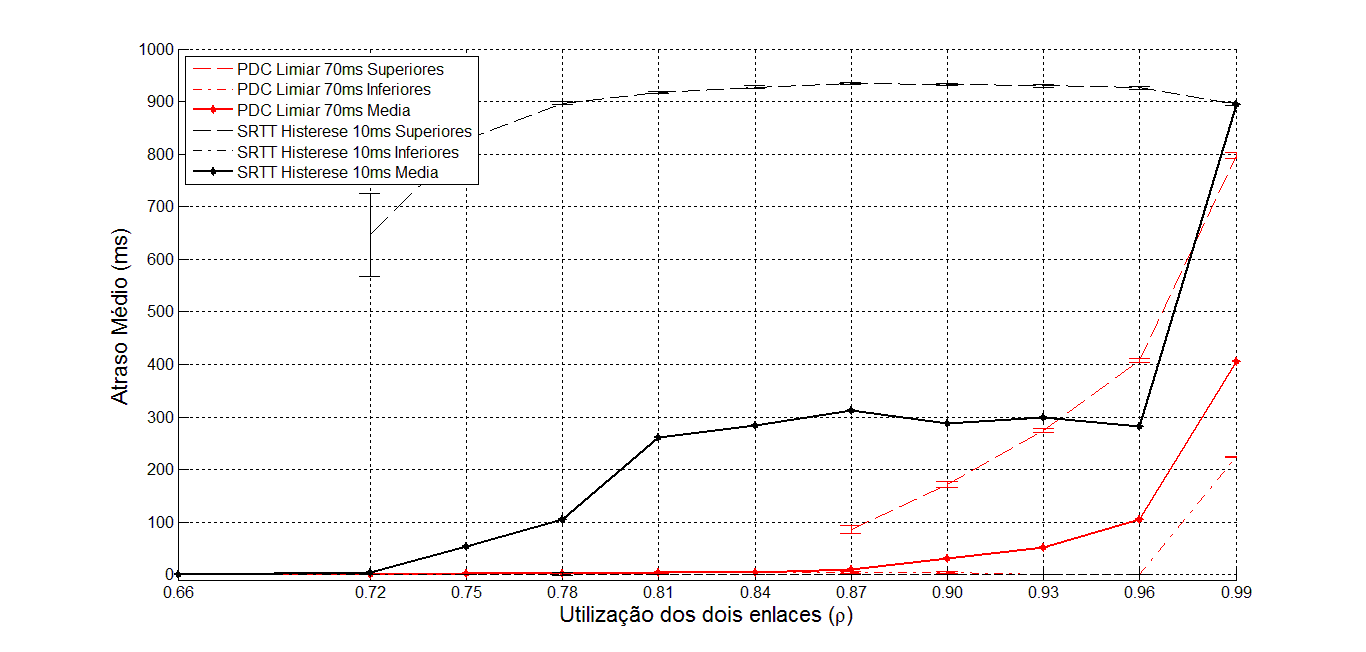 1000
900
800
700
600
500
400
300
200
100
0
Atraso Médio (ms)
PDC Limiar 70ms Superiores
PDC Limiar 70ms Inferiores
PDC Limiar 70ms Media
SRTT Histerese 10ms Superiores
SRTT Histerese 10ms Inferiores
SRTT Histerese 10ms Media
0.66 0.72 0.75 0.78 0.81 0.84 0.87 0.90 0.93 0.96 0.99
Utilização dos dois enlaces (ρ)